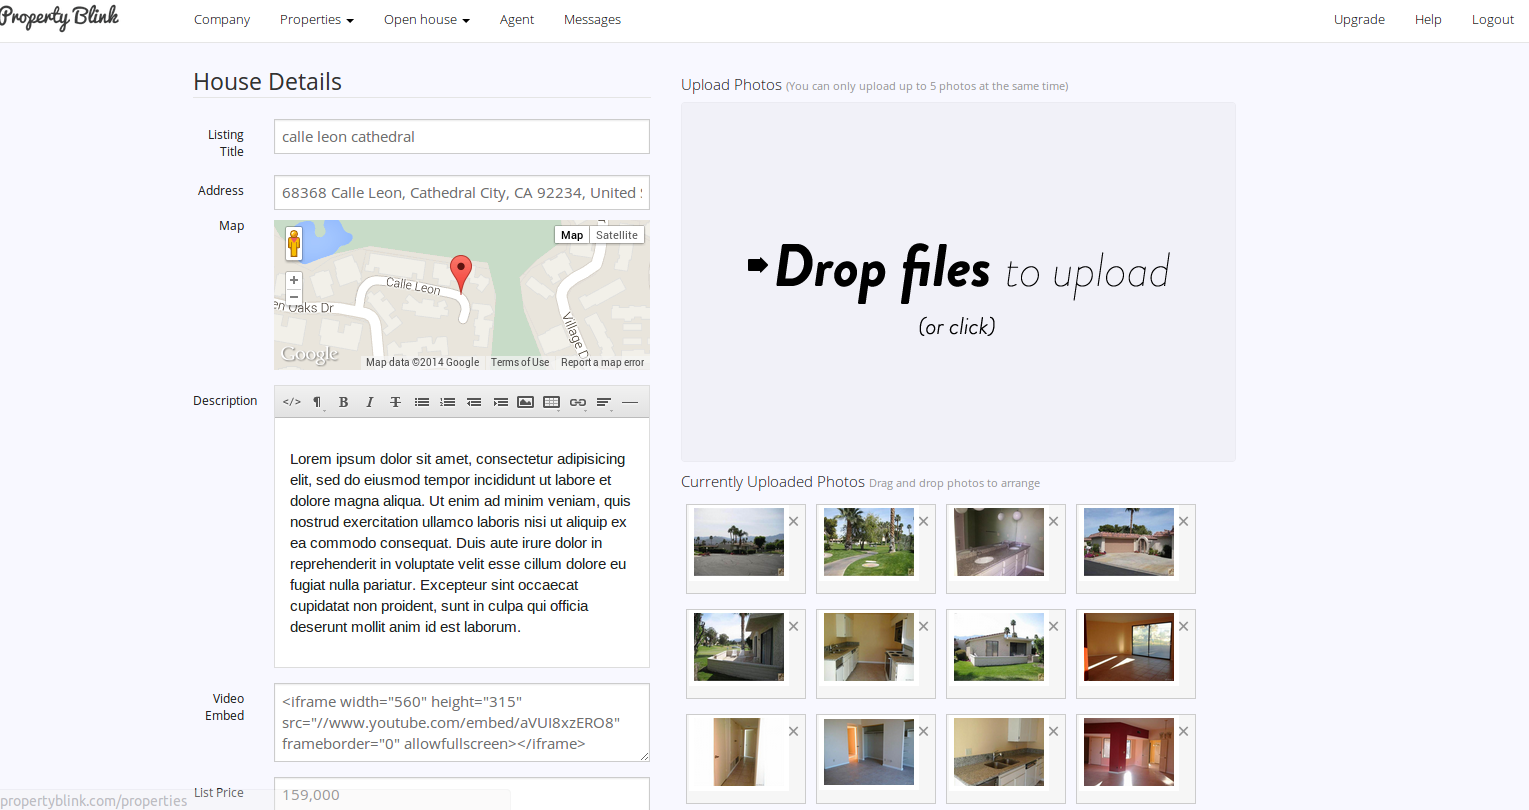 Property Blink
Company
Properties
Open house
Agent
Messages
Upgrade
Help
Logout
House Details
Listing
Title
calle leon cathedral
Address
68368 Calle Leon, Cathedral City, CA 92234, United
Map
Map
Satellite
Calle Leon
Oaks Dr
Village D
Google
Map data ©2014 Google
Terms of Use
Report a map error
Description
Lorem ipsum dolor sit amet, consectetur adipisicing
elit, sed do eiusmod tempor incididunt ut labore et
dolore magna aliqua. Ut enim ad minim veniam, quis
nostrud exercitation ullamco laboris nisi ut aliquip ex
ea commodo consequat. Duis aute irure dolor in
reprehenderit in voluptate velit esse cillum dolore eu
fugiat nulla pariatur. Excepteur sint occaecat
cupidatat non proident, sunt in culpa qui officia
deserunt mollit anim id est laborum.
Video
Embed
<iframe width="560" height="315"
src="//www.youtube.com/embed/aVUI8xzERO8"
frameborder="0" allowfullscreen></iframe>
List Price
159,000
propertyblink.com/properties
Upload Photos (You can only upload up to 5 photos at the same time)
Drop files to upload
(or click)
Currently Uploaded Photos Drag and drop photos to arrange